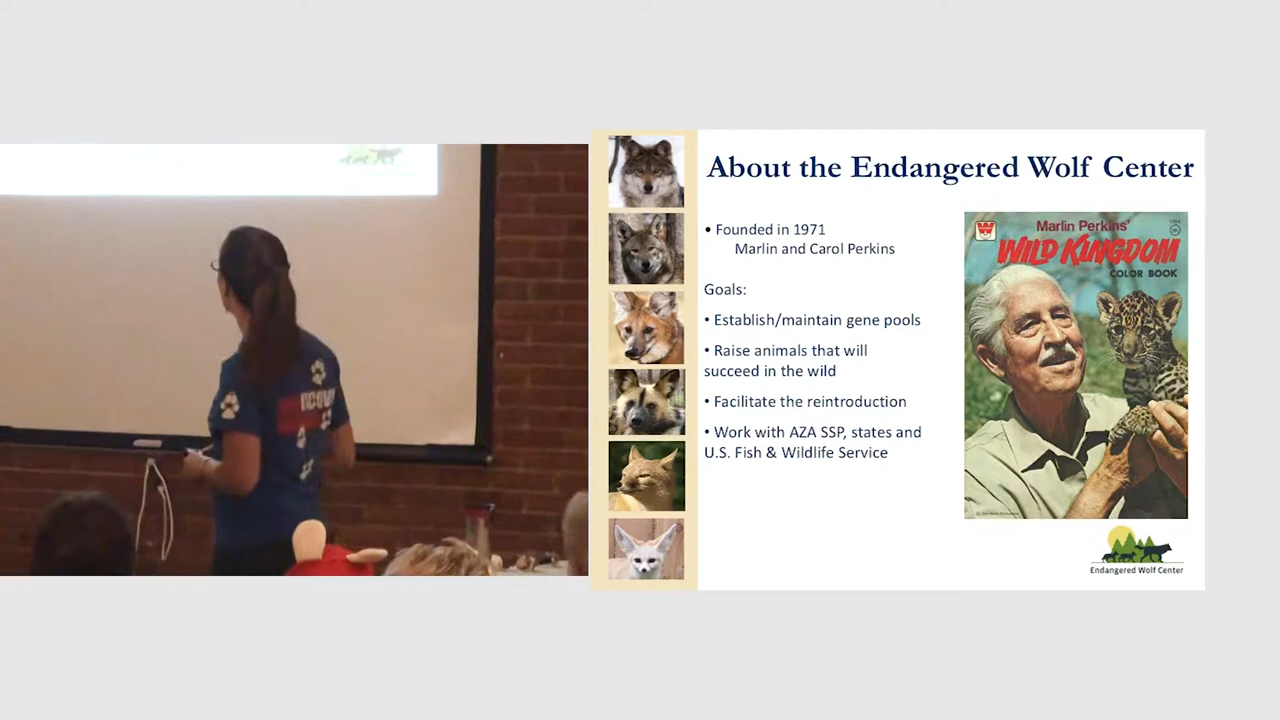 About the Endangered Wolf Center
• Founded in 1971
Marlin and Carol Perkins
Goals:
• Establish/maintain gene pools
• Raise animals that will
succeed in the wild
• Facilitate the reintroduction
• Work with AZA SSP, states and
U.S. Fish & Wildlife Service
W
Marlin Perkins'
WILD KINGDOM
COLOR BOOK
Endangered Wolf Center